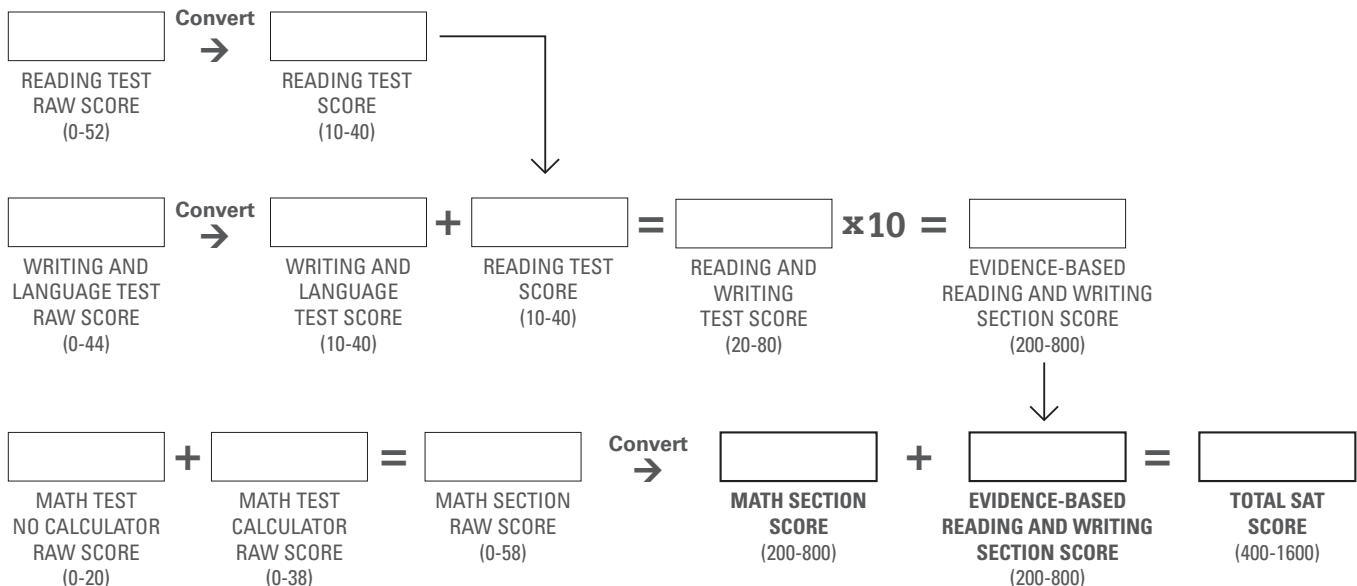 Convert
→
READING TEST
RAW SCORE
(0-52)
READING TEST
SCORE
(10-40)
Convert
→
+
=
x10 =
WRITING AND
LANGUAGE TEST
RAW SCORE
(0-44)
WRITING AND
LANGUAGE
TEST SCORE
(10-40)
READING TEST
SCORE
(10-40)
READING AND
WRITING
TEST SCORE
(20-80)
EVIDENCE-BASED
READING AND WRITING
SECTION SCORE
(200-800)
+
=
Convert
→
+
=
MATH TEST
NO CALCULATOR
RAW SCORE
(0-20)
MATH TEST
CALCULATOR
RAW SCORE
(0-38)
MATH SECTION
RAW SCORE
(0-58)
MATH SECTION
SCORE
(200-800)
EVIDENCE-BASED
READING AND WRITING
SECTION SCORE
(200-800)
TOTAL SAT
SCORE
(400-1600)